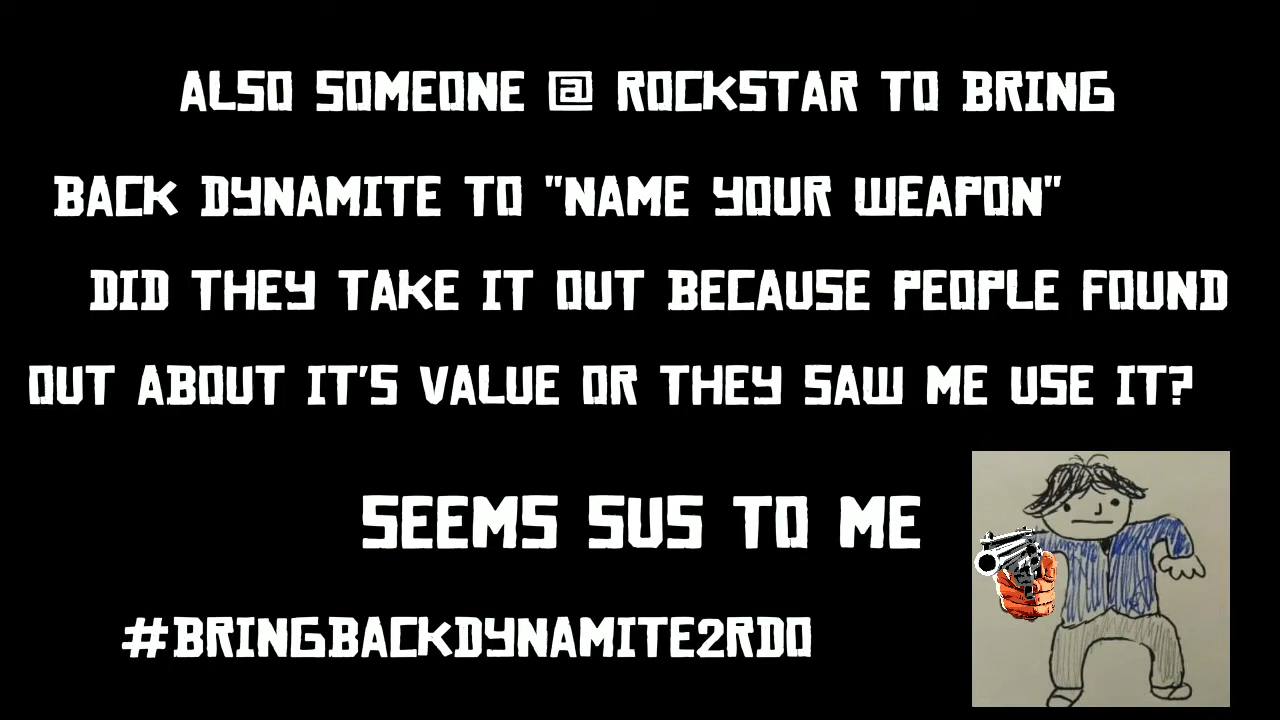 ALSO SOMEONE @ ROCKSTAR TO BRING
BACK DYNAMITE TO "NAME YOUR WEAPON"
DID THEY TAKE IT OUT BECAUSE PEOPLE FOUND
OUT ABOUT IT'S VALUE OR THEY SAW ME USE IT?
SEEMS SUS TO ME
#BRINGBACKDYNAMITE2RDO